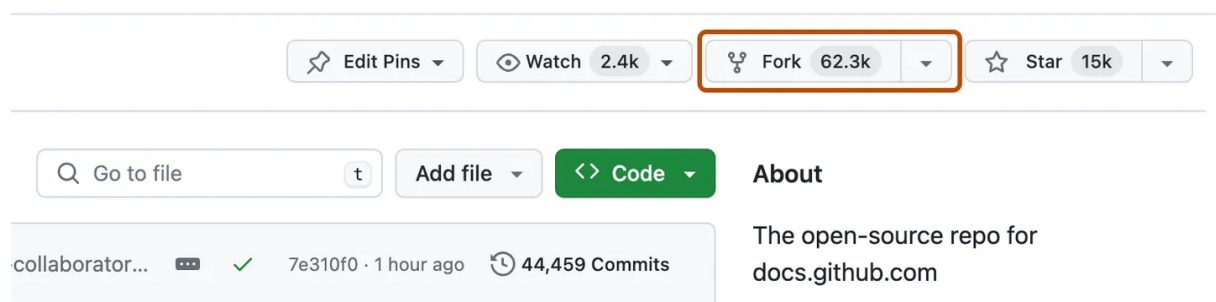 Edit Pins Watch 2.4k Fork 62.3k Star 15k
Go to file t Add file Code About
The open-source repo for
docs.github.com
collaborator... 7e310f0 · 1 hour ago 44,459 Commits